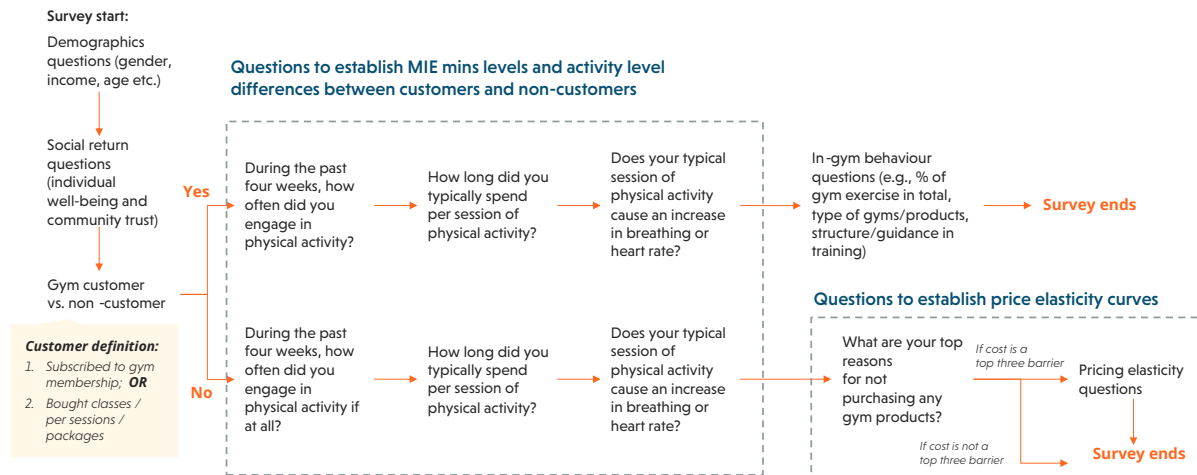 Survey start:
Demographics
questions (gender,
income, age etc.)
Social return
questions
(individual
well-being and
community trust)
Gym customer
vs. non -customer
Customer definition:
1. Subscribed to gym
membership; OR
2. Bought classes /
per sessions /
packages
Yes
No
Questions to establish MIE mins levels and activity level
differences between customers and non-customers
During the past
four weeks, how
often did you
engage in
physical activity?
How long did you
typically spend
per session of
physical activity?
Does your typical
session of
physical activity
cause an increase
in breathing or
heart rate?
In-gym behaviour
questions (e.g., % of
gym exercise in total,
type of gyms/products,
structure/guidance in
training)
Survey ends
During the past
four weeks, how
often did you
engage in
physical activity if
at all?
How long did you
typically spend
per session of
physical activity?
Does your typical
session of
physical activity
cause an increase
in breathing or
heart rate?
Questions to establish price elasticity curves
What are your top
reasons
for not
purchasing any
gym products?
If cost is a
top three barrier
Pricing elasticity
questions
If cost is not a
top three barrier
Survey ends